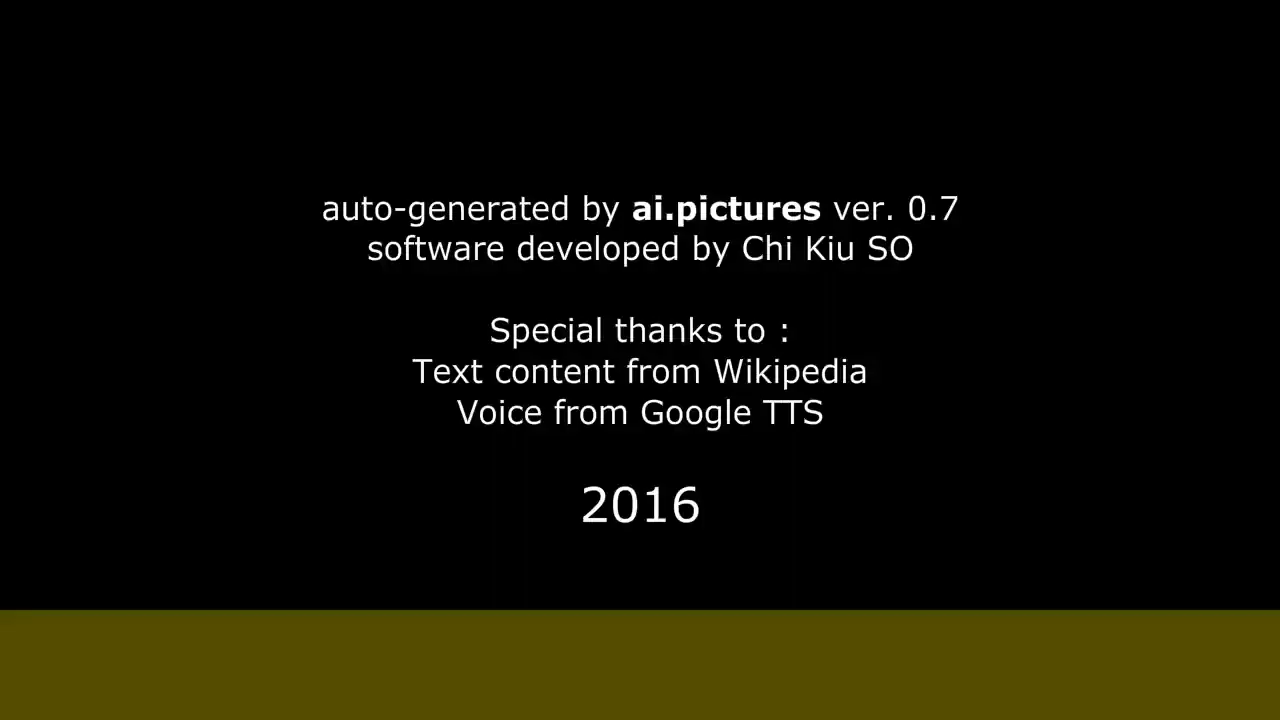 auto-generated by ai.pictures ver. 0.7
software developed by Chi Kiu SO
Special thanks to :
Text content from Wikipedia
Voice from Google TTS
2016